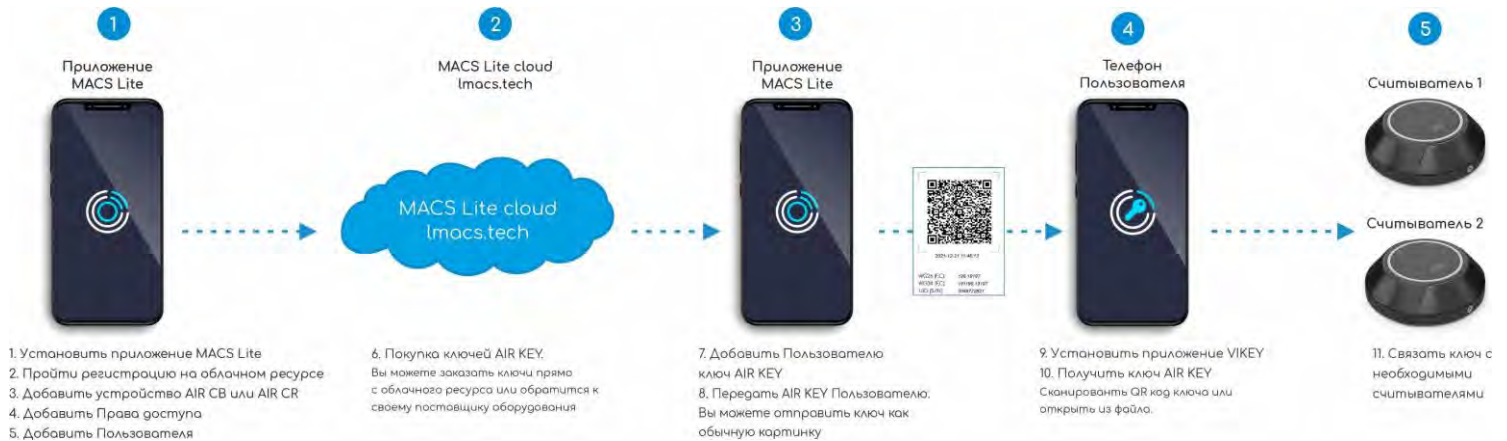 1
Приложение
MACS Lite
1. Установить приложение MACS Lite
2. Пройти регистрацию на облачном ресурсе
3. Добавить устройство AIR CB или AIR CR
4. Добавить Права доступа
5. Добавить Пользователя
2
MACS Lite cloud
lmacs.tech
MACS Lite cloud
lmacs.tech
6. Покупка ключей AIR KEY.
Вы можете заказать ключи прямо
с облачного ресурса или обратится к
своему поставщику оборудования
3
Приложение
MACS Lite
7. Добавить Пользователю
ключ AIR KEY
8. Передать AIR KEY Пользователю.
Вы можете отправить ключ как
обычную картинку
4
Телефон
Пользователя
9. Установить приложение VIKEY
10. Получить ключ AIR KEY
Сканировать QR код ключа или
открыть из файла.
5
Считыватель 1
Считыватель 2
11. Связать ключ с
необходимыми
считывателями